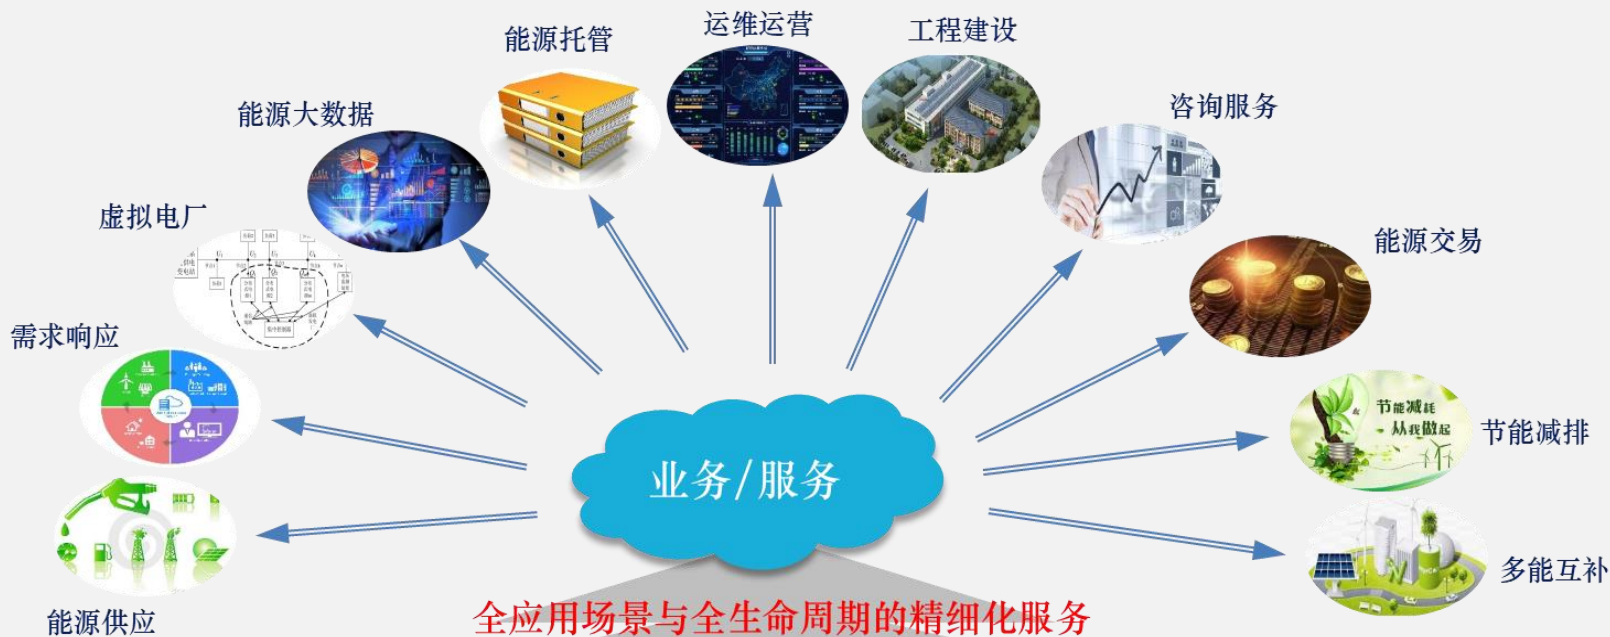 运维运营
工程建设
能源托管
咨询服务
能源大数据
虚拟电厂
能源交易
需求响应
节能减耗
从我做起
节能减排
业务/服务
多能互补
能源供应
全应用场景与全生命周期的精细化服务